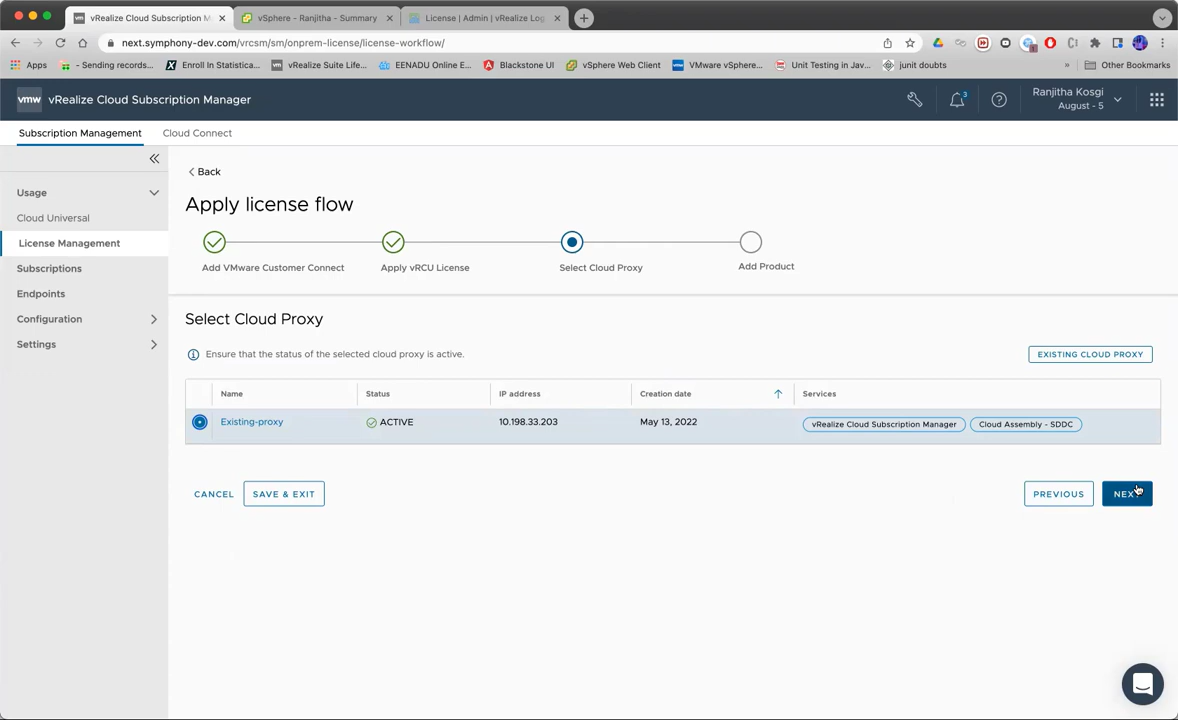 vRealize Cloud Subscription M
vSphere - Ranjitha - Summary
License | Admin | vRealize Log
next.symphony-dev.com/vrcsm/sm/onprem-license/license-workflow/
Apps
- Sending records...
Enroll In Statistica...
vRealize Suite Life...
EENADU Online E...
Blackstone UI
vSphere Web Client
VMware vSphere...
Unit Testing in Jav...
junit doubts
»
Other Bookmarks
vmw
vRealize Cloud Subscription Manager
3
Ranjitha Kosgi
August - 5
Subscription Management
Cloud Connect
Usage
Cloud Universal
License Management
Subscriptions
Endpoints
Configuration
Settings
Back
Apply license flow
Add VMware Customer Connect
Apply vRCU License
Select Cloud Proxy
Add Product
Select Cloud Proxy
Ensure that the status of the selected cloud proxy is active.
EXISTING CLOUD PROXY
Name Status IP address Creation date Services
Existing-proxy ACTIVE 10.198.33.203 May 13, 2022 vRealize Cloud Subscription Manager Cloud Assembly - SDDC
CANCEL SAVE & EXIT PREVIOUS NEXT